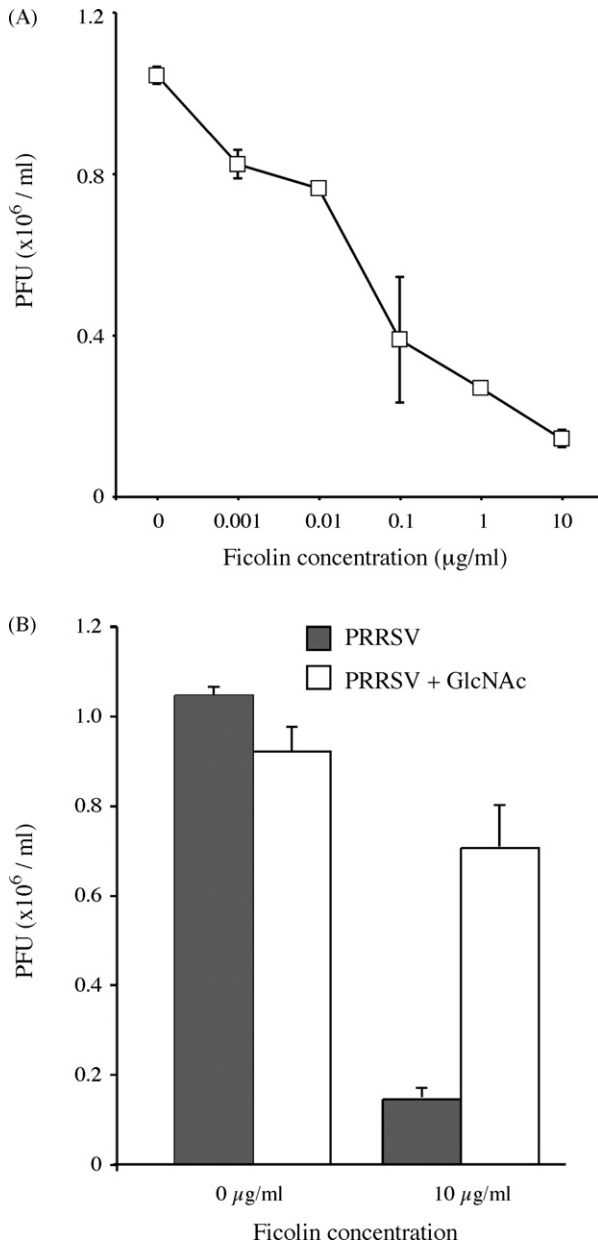 (A)
1.2
0.8
0.4
0
PFU (x10⁶ / ml)
0 0.001 0.01 0.1 1 10
Ficolin concentration (μg/ml)
(B)
1.2
1.0
0.8
0.6
0.4
0.2
0
PFU (x10⁶ / ml)
PRRSV
PRRSV + GlcNAc
0 μg/ml 10 μg/ml
Ficolin concentration